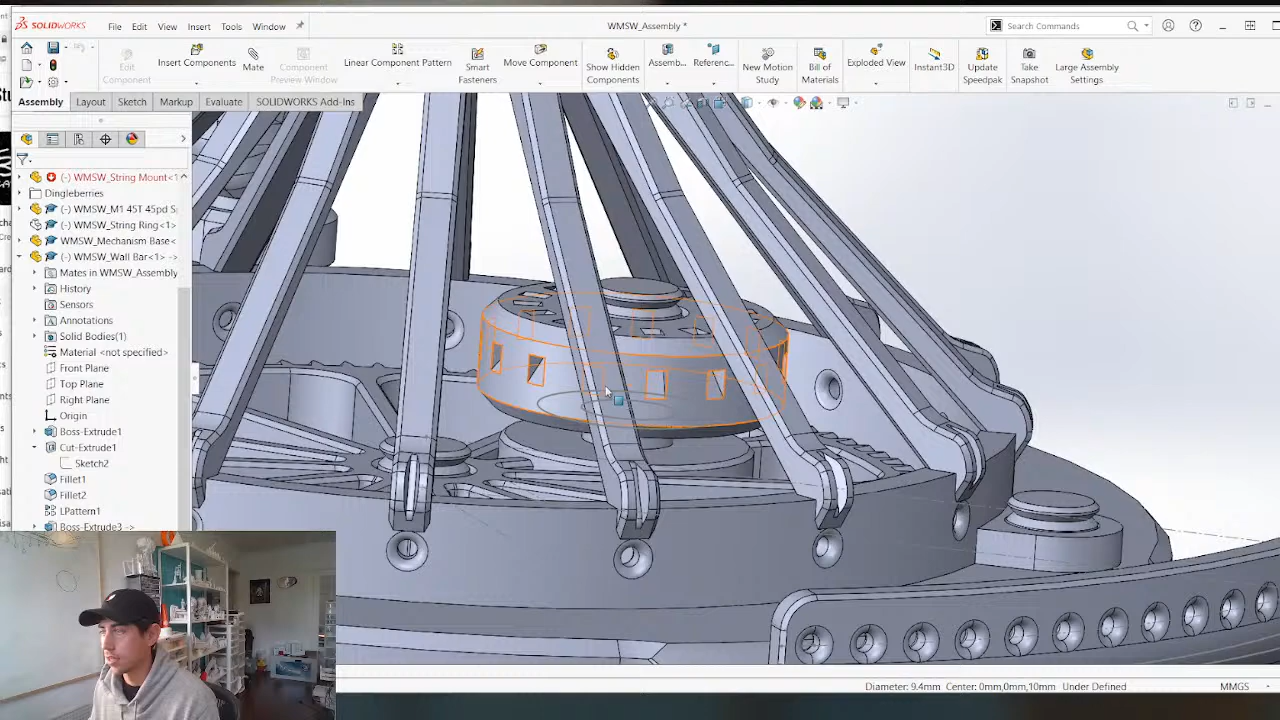 SOLIDWORKS File Edit View Insert Tools Window WMSW_Assembly * Search Commands
Edit Component Insert Components Mate Component Preview Window Linear Component Pattern Smart Fasteners Move Component Show Hidden Components Assemb... Referenc... New Motion Study Bill of Materials Exploded View Instant3D Update Speedpak Take Snapshot Large Assembly Settings
Assembly Layout Sketch Markup Evaluate SOLIDWORKS Add-Ins
(-) WMSW_String Mount<1
Dingleberries
(-) WMSW_M1 45T 45pd S
(-) WMSW_String Ring<1>
WMSW_Mechanism Base<
(-) WMSW_Wall Bar<1> ->
Mates in WMSW_Assembly
History
Sensors
Annotations
Solid Bodies(1)
Material <not specified>
Front Plane
Top Plane
Right Plane
Origin
Boss-Extrude1
Cut-Extrude1
Sketch2
Fillet1
Fillet2
LPattern1
Boss-Extrude3 ->
Diameter: 9.4mm Center: 0mm,0mm,10mm Under Defined MMGS